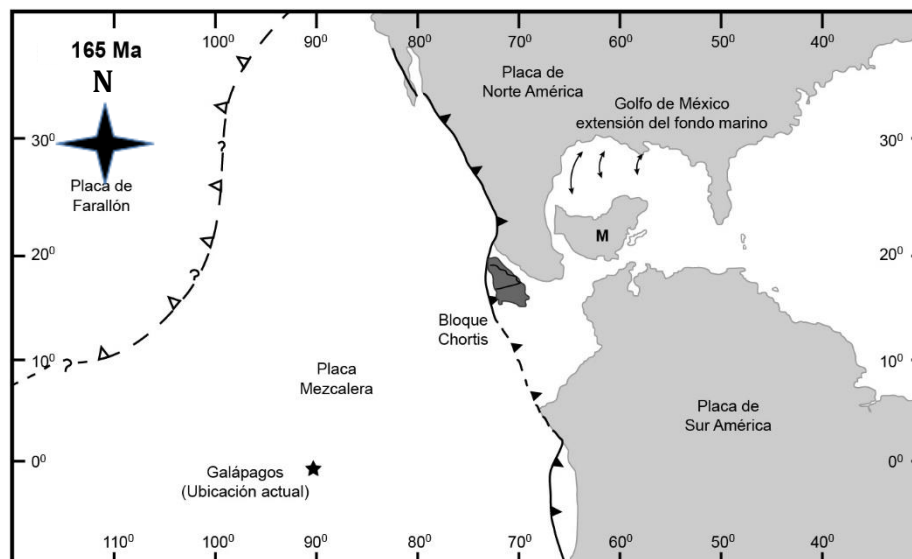 165 Ma
N
100⁰ 90⁰ 80⁰ 70⁰ 60⁰ 50⁰ 40⁰
Placa de
Norte América
Golfo de México
extensión del fondo marino
30⁰ ? 30⁰
Placa de
Farallón
M
20⁰ ? 20⁰
Bloque
Chortis
10⁰ ? 10⁰
Placa
Mezcalera
Placa de
Sur América
0⁰ 0⁰
Galápagos
(Ubicación actual)
110⁰ 100⁰ 90⁰ 80⁰ 70⁰ 60⁰ 50⁰ 40⁰